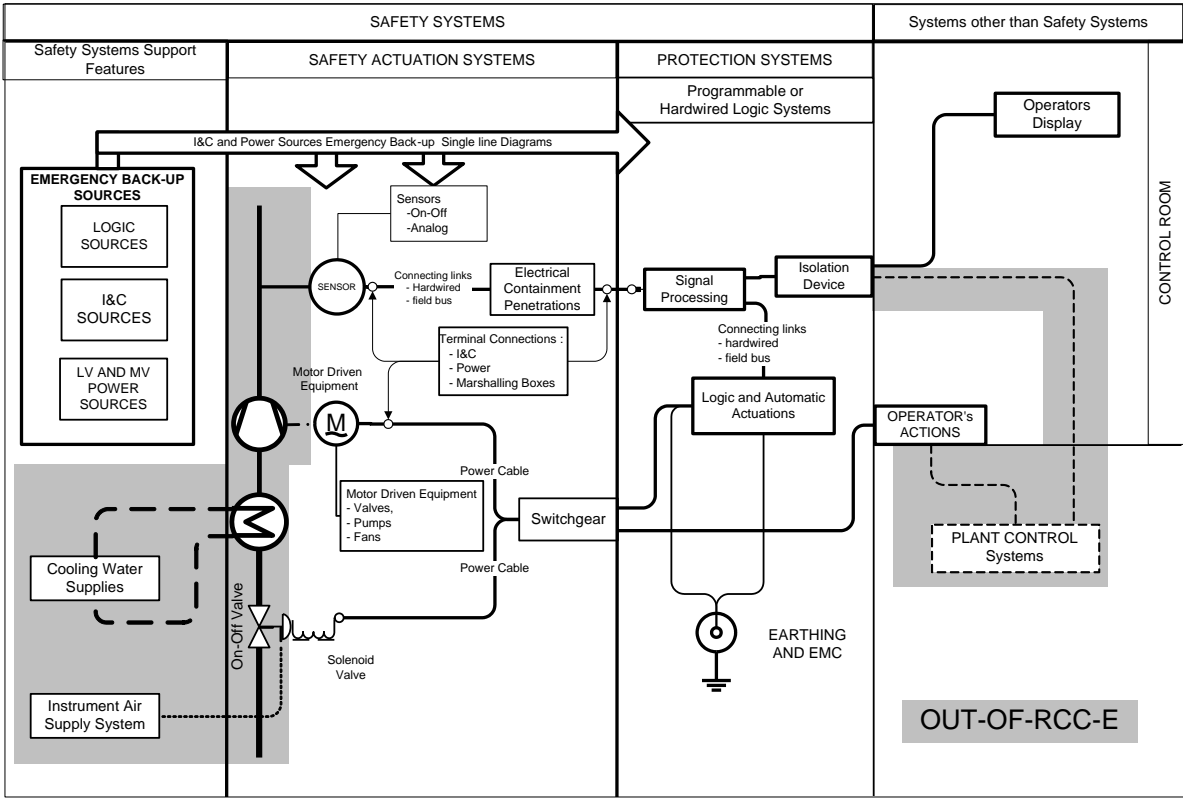 SAFETY SYSTEMS
Systems other than Safety Systems
Safety Systems Support
Features
SAFETY ACTUATION SYSTEMS
PROTECTION SYSTEMS
Programmable or
Hardwired Logic Systems
Operators
Display
I&C and Power Sources Emergency Back-up Single line Diagrams
EMERGENCY BACK-UP
SOURCES
LOGIC
SOURCES
I&C
SOURCES
LV AND MV
POWER
SOURCES
Sensors
-On-Off
-Analog
SENSOR
Connecting links
- Hardwired
- field bus
Electrical
Containment
Penetrations
Signal
Processing
Isolation
Device
CONTROL ROOM
Connecting links
- hardwired
- field bus
Terminal Connections :
- I&C
- Power
- Marshalling Boxes
Motor Driven
Equipment
M
Logic and Automatic
Actuations
OPERATOR's
ACTIONS
Power Cable
Motor Driven Equipment
- Valves,
- Pumps
- Fans
Switchgear
PLANT CONTROL
Systems
Power Cable
Cooling Water
Supplies
On-Off Valve
Solenoid
Valve
EARTHING
AND EMC
Instrument Air
Supply System
OUT-OF-RCC-E